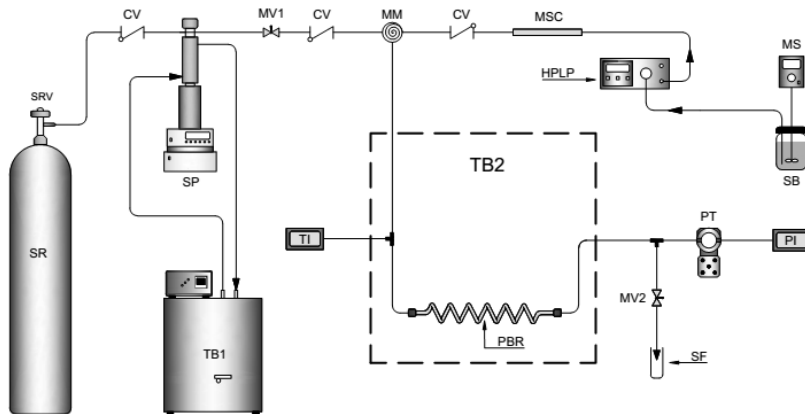 CV
MV1
CV
MM
CV
MSC
MS
HPLP
SRV
SP
TB2
SB
TI
PT
PI
SR
MV2
TB1
PBR
SF